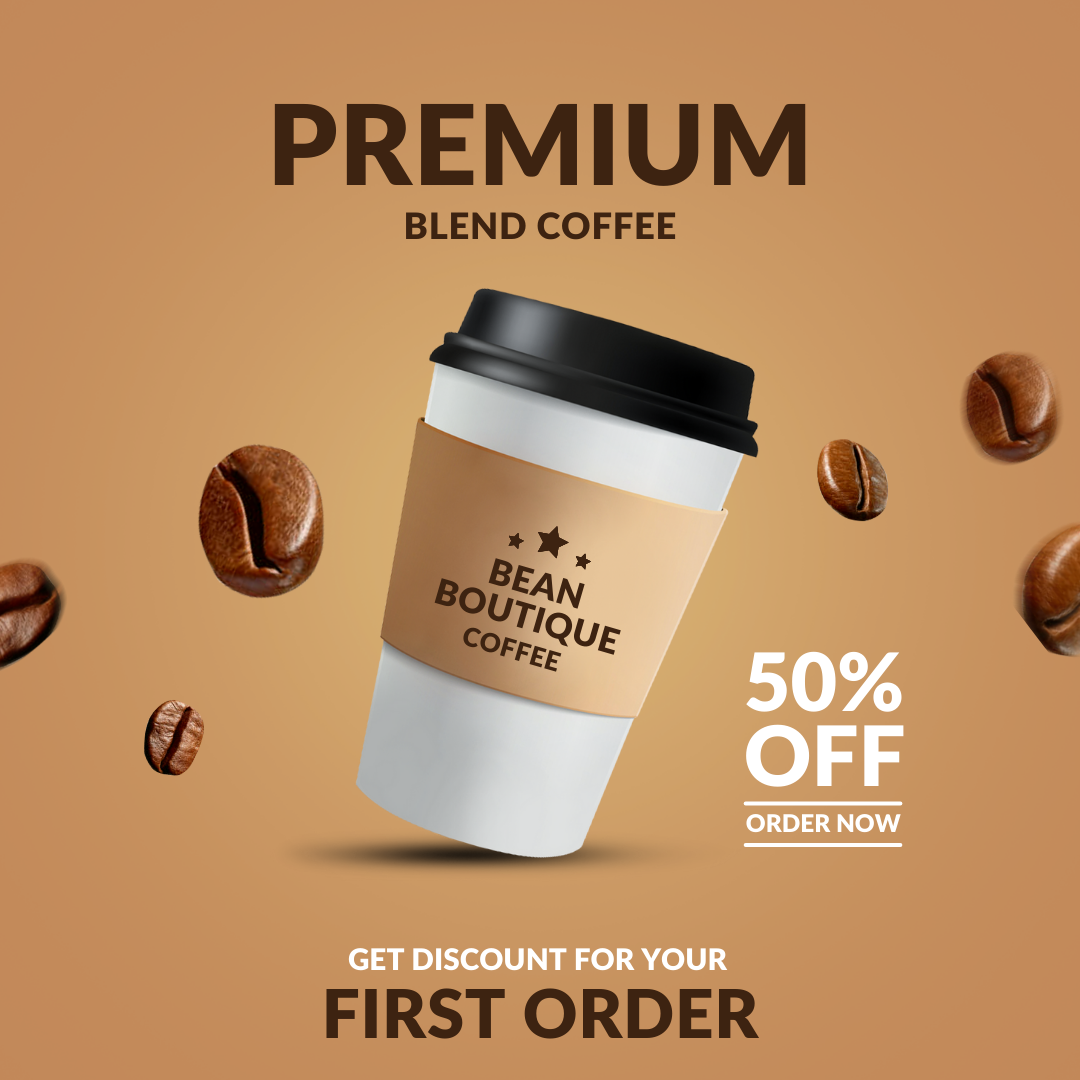 PREMIUM
BLEND COFFEE
BEAN
BOUTIQUE
COFFEE
50%
OFF
ORDER NOW
GET DISCOUNT FOR YOUR
FIRST ORDER